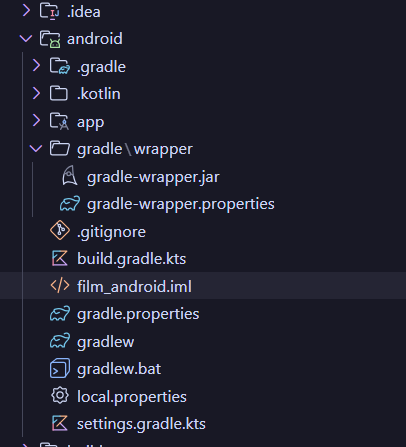 .idea
android
.gradle
.kotlin
app
gradle\wrapper
gradle-wrapper.jar
gradle-wrapper.properties
.gitignore
build.gradle.kts
film_android.iml
gradle.properties
gradlew
gradlew.bat
local.properties
settings.gradle.kts